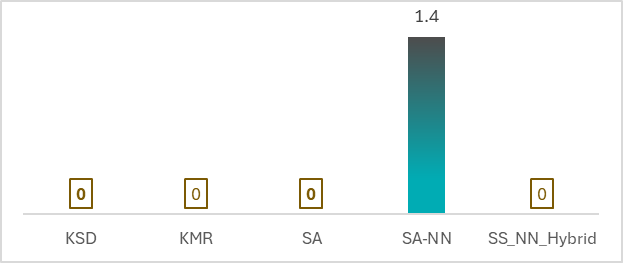 1.4
0 0 0 0
KSD KMR SA SA-NN SS_NN_Hybrid